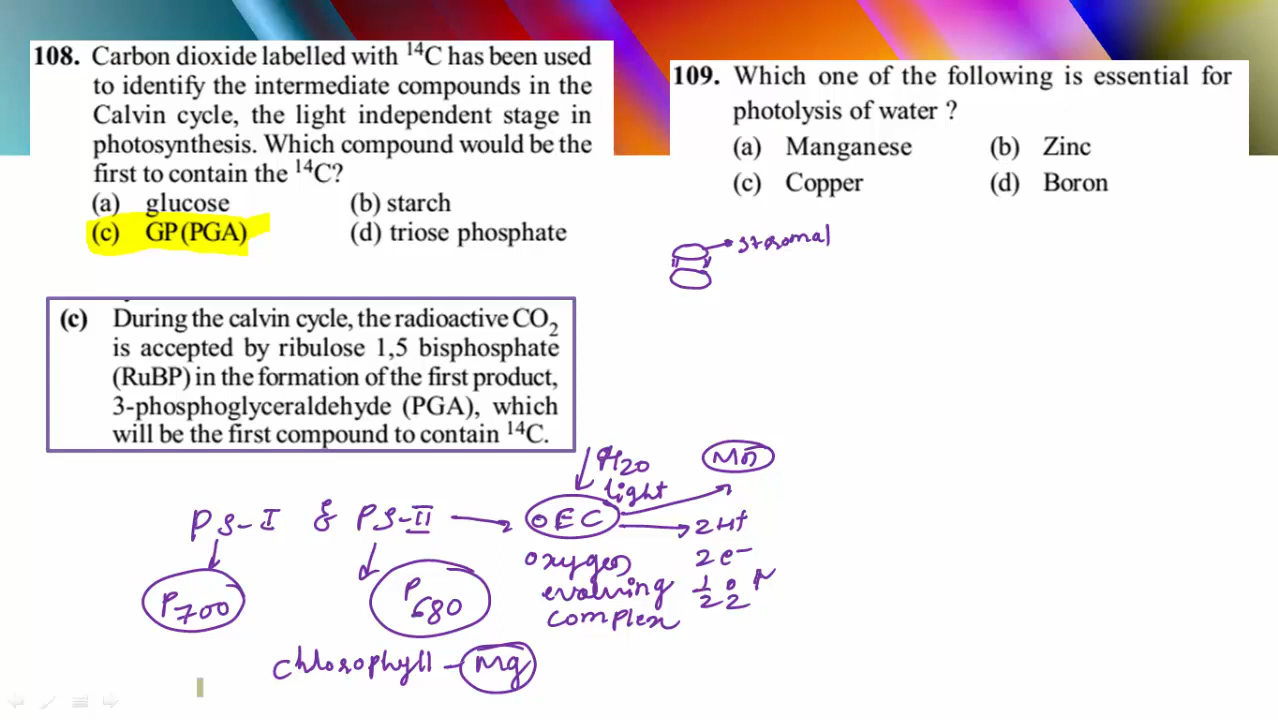 108. Carbon dioxide labelled with ¹⁴C has been used
to identify the intermediate compounds in the
Calvin cycle, the light independent stage in
photosynthesis. Which compound would be the
first to contain the ¹⁴C?
(a) glucose (b) starch
(c) GP (PGA) (d) triose phosphate
(c) During the calvin cycle, the radioactive CO₂
is accepted by ribulose 1,5 bisphosphate
(RuBP) in the formation of the first product,
3-phosphoglyceraldehyde (PGA), which
will be the first compound to contain ¹⁴C.
109. Which one of the following is essential for
photolysis of water ?
(a) Manganese (b) Zinc
(c) Copper (d) Boron
stromal
H2O
light
Mn
PS-I & PS-II
OEC
2H+
2e-
1/2 O2
oxygen
evolving
complex
P700
P680
chlorophyll - Mg